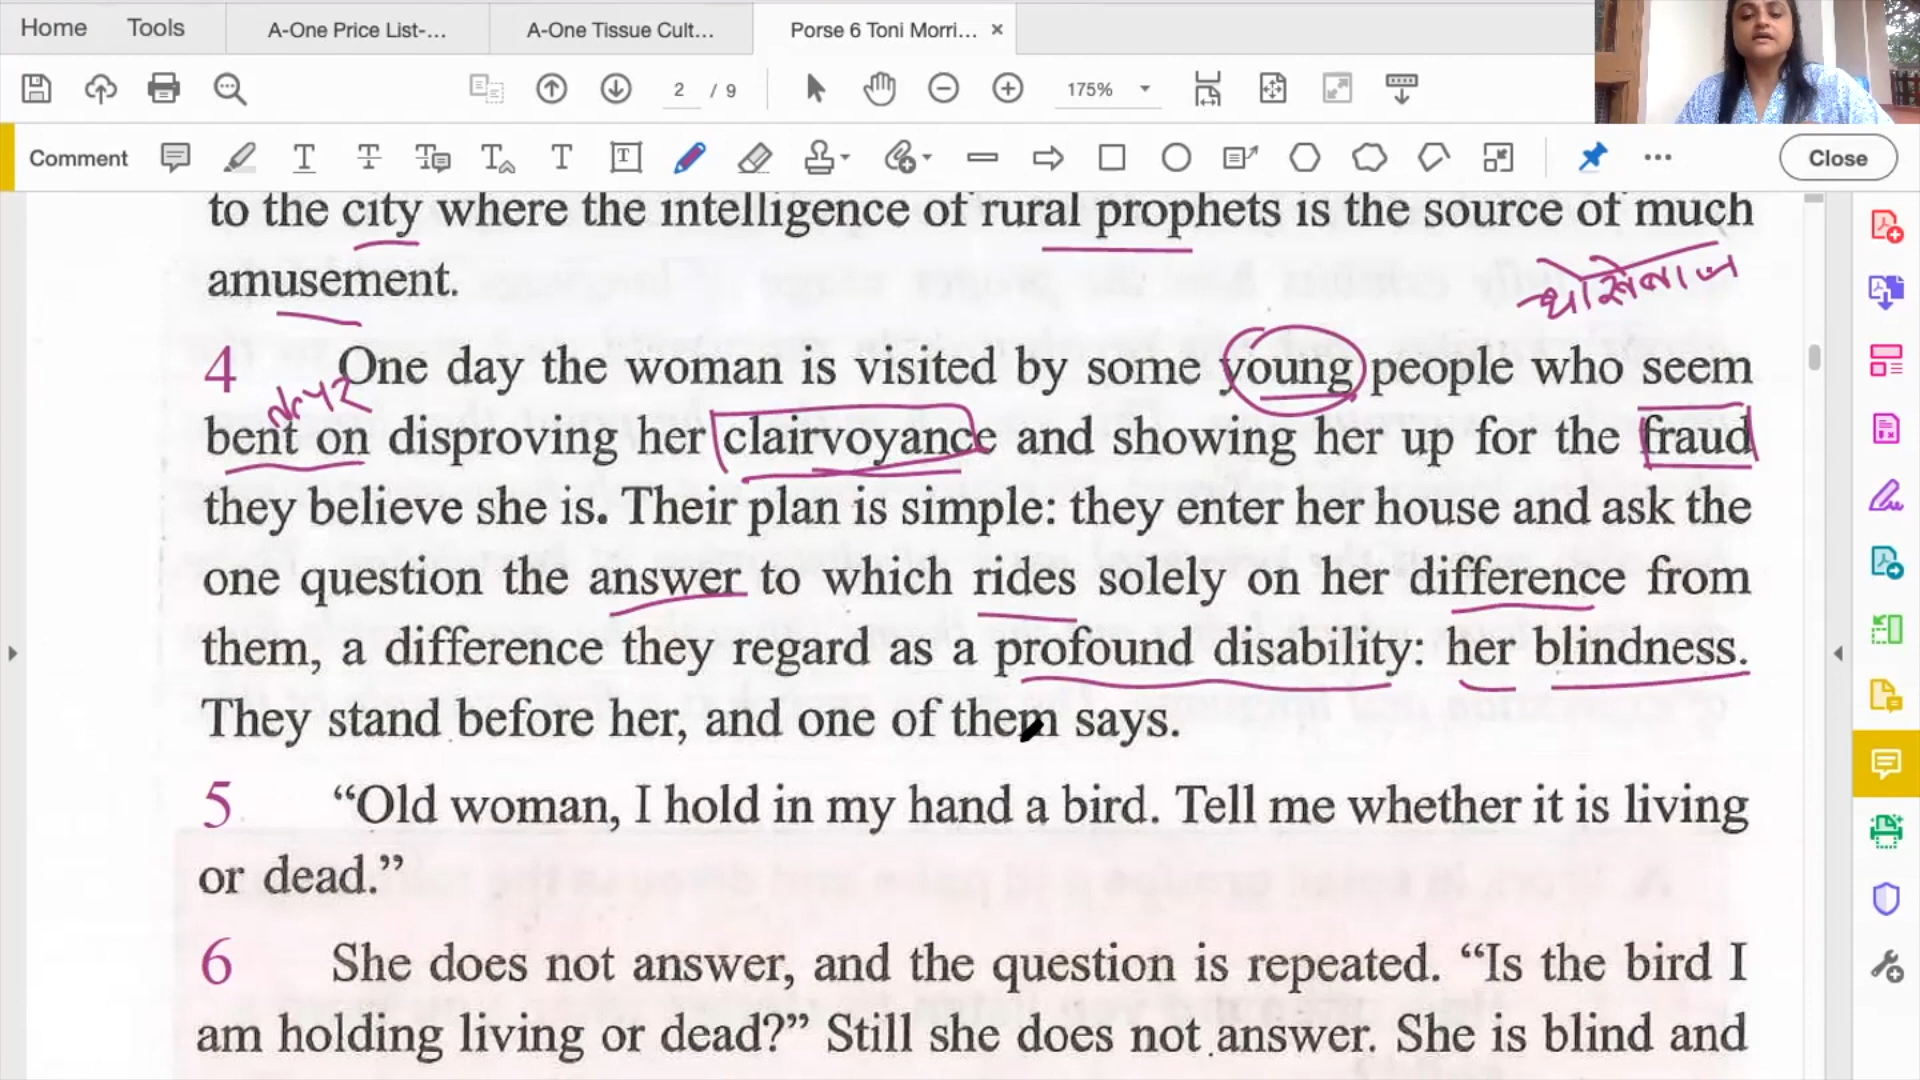 Home Tools A-One Price List-... A-One Tissue Cult... Porse 6 Toni Morri... ×
2 / 9 175%
Comment Close
to the city where the intelligence of rural prophets is the source of much
amusement.
4 One day the woman is visited by some young people who seem
bent on disproving her clairvoyance and showing her up for the fraud
they believe she is. Their plan is simple: they enter her house and ask the
one question the answer to which rides solely on her difference from
them, a difference they regard as a profound disability: her blindness.
They stand before her, and one of them says.
5 “Old woman, I hold in my hand a bird. Tell me whether it is living
or dead.”
6 She does not answer, and the question is repeated. “Is the bird I
am holding living or dead?” Still she does not answer. She is blind and